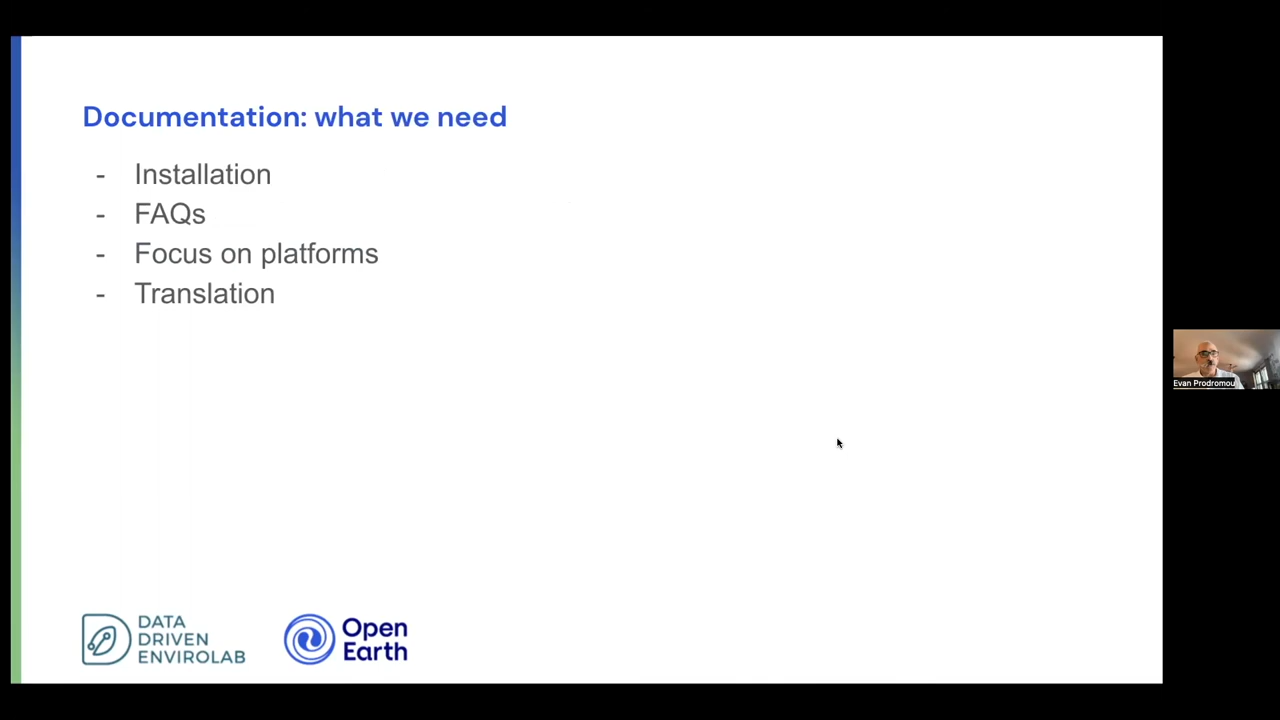 Documentation: what we need
- Installation
- FAQs
- Focus on platforms
- Translation
DATA
DRIVEN
ENVIROLAB
Open
Earth
Evan Prodromou